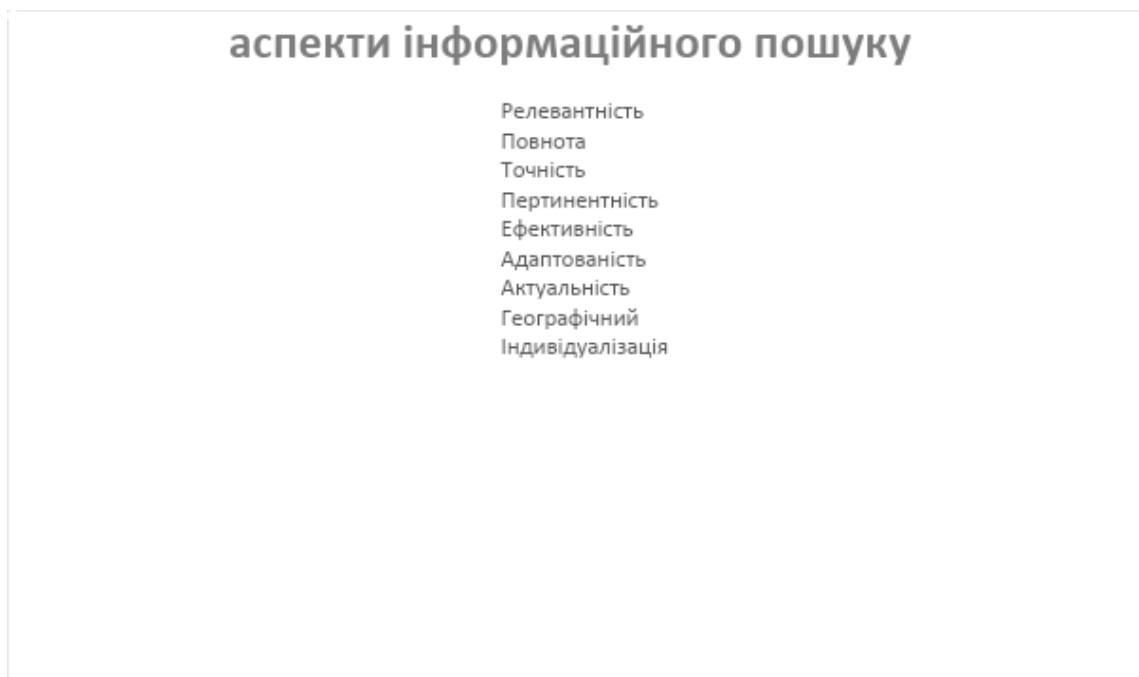 аспекти інформаційного пошуку
Релевантність
Повнота
Точність
Пертинентність
Ефективність
Адаптованість
Актуальність
Географічний
Індивідуалізація